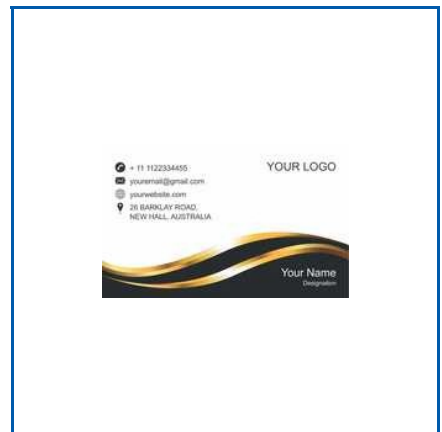 + 11 1122334455
youremail@gmail.com
yourwebsite.com
26 BARKLAY ROAD,
NEW HALL, AUSTRALIA
YOUR LOGO
Your Name
Designation